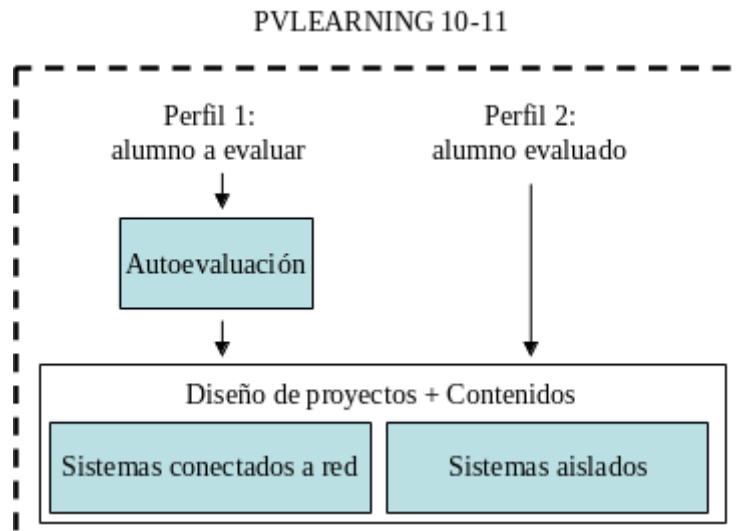 PVLEARNING 10-11
Perfil 1:
alumno a evaluar
Perfil 2:
alumno evaluado
Autoevaluación
Diseño de proyectos + Contenidos
Sistemas conectados a red
Sistemas aislados